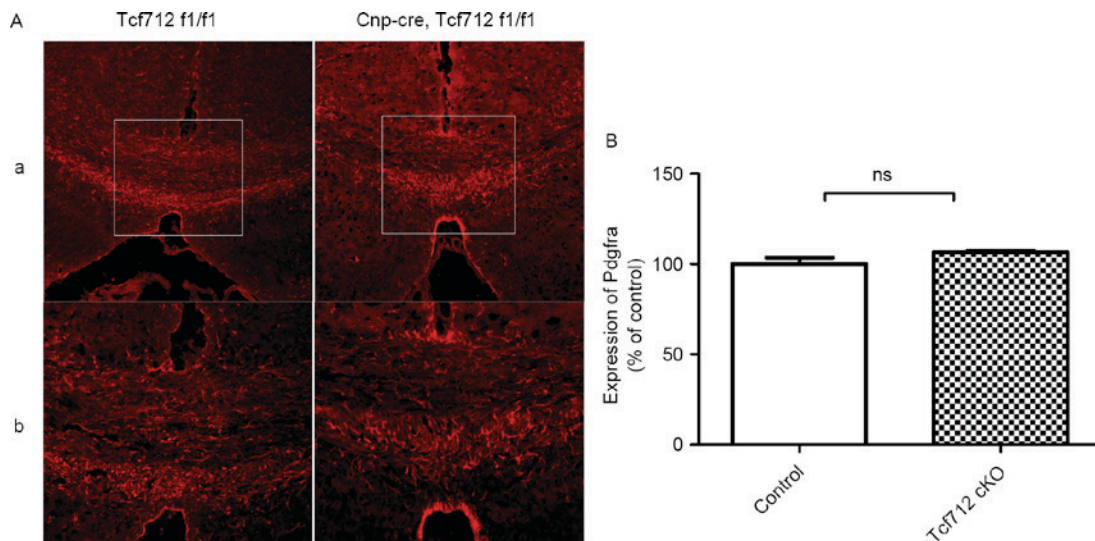 A
Tcf712 f1/f1
Cnp-cre, Tcf712 f1/f1
a
b
B
Expression of Pdgfra
(% of control)
150
100
50
0
ns
Control
Tcf712 cKO